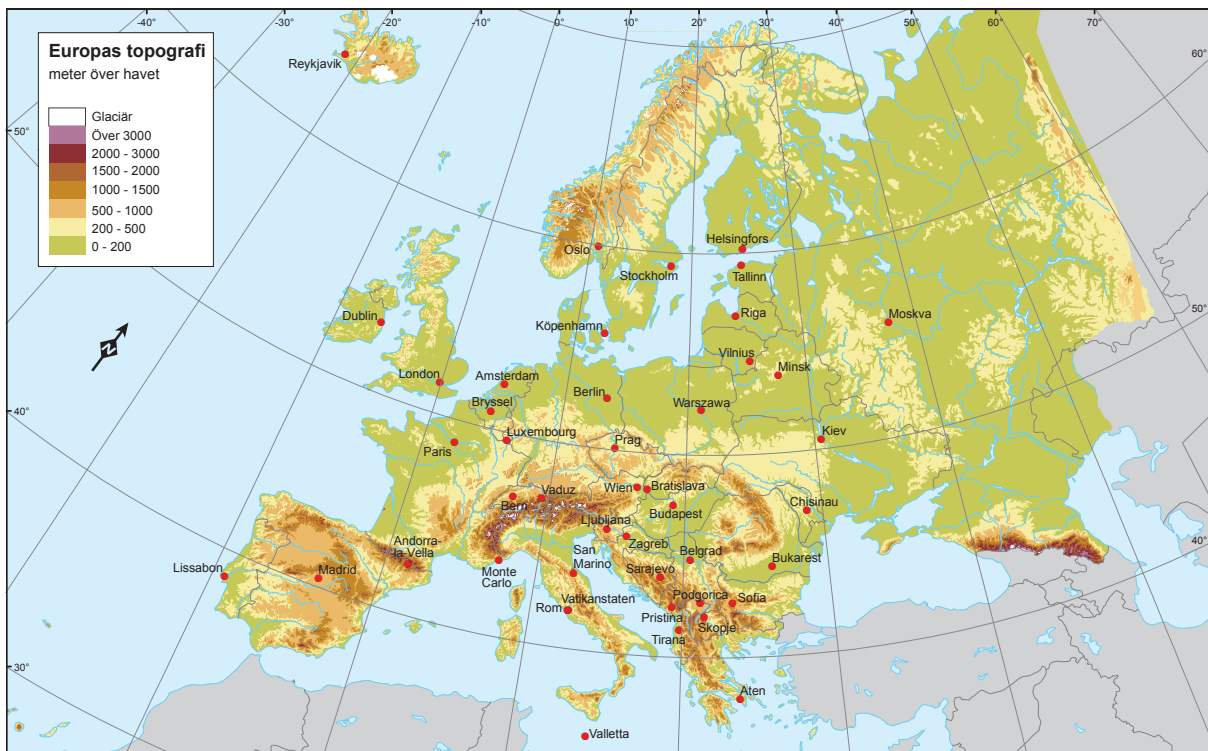 -40°
-30°
-20°
-10°
0°
10°
20°
30°
40°
50°
60°
70°
Europas topografi
meter över havet
Glaciär
Över 3000
2000 - 3000
1500 - 2000
1000 - 1500
500 - 1000
200 - 500
0 - 200
60°
50°
40°
50°
40°
30°
N
Reykjavik
Oslo
Helsingfors
Stockholm
Tallinn
Dublin
Riga
Moskva
Köpenhamn
Vilnius
Minsk
London
Amsterdam
Berlin
Bryssel
Warszawa
Luxembourg
Prag
Kiev
Paris
Wien
Bratislava
Vaduz
Bern
Budapest
Chisinau
Ljubljana
Zagreb
Andorra-
la-Vella
Belgrad
San
Marino
Bukarest
Lissabon
Madrid
Monte
Carlo
Sarajevo
Vatikanstaten
Podgorica
Sofia
Rom
Pristina
Skopje
Tirana
Aten
Valletta